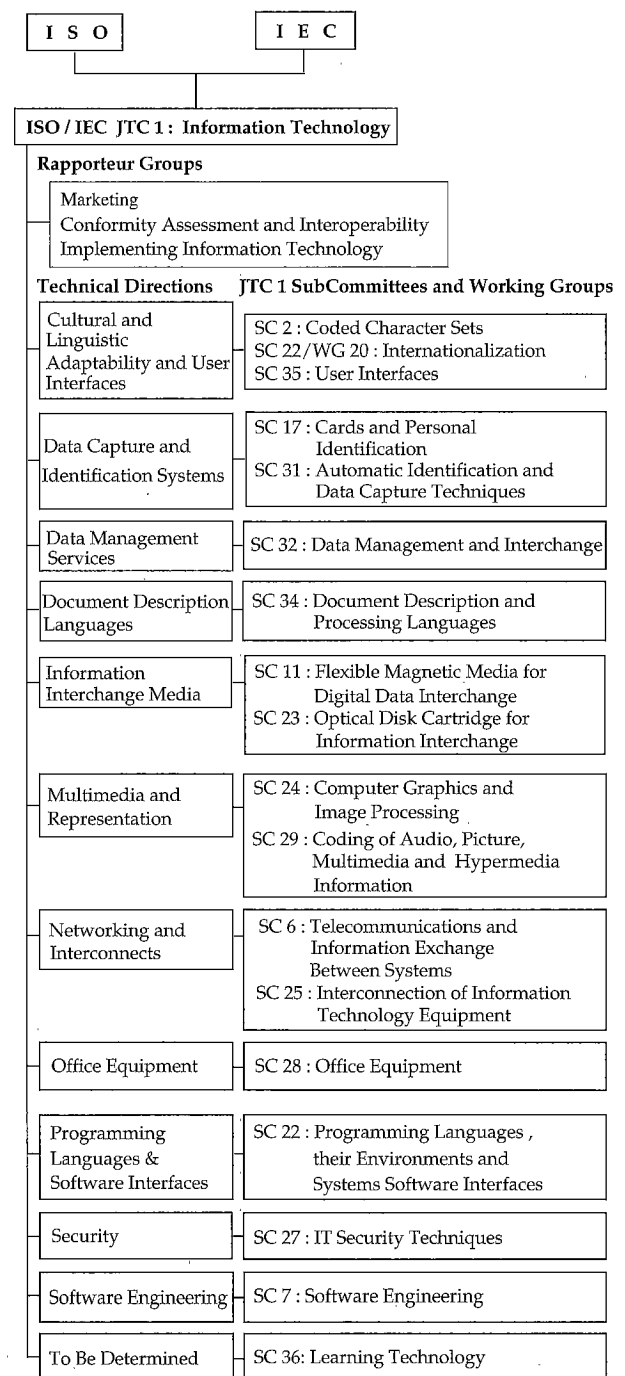 I S O
I E C
ISO / IEC JTC 1 : Information Technology
Rapporteur Groups
Marketing
Conformity Assessment and Interoperability
Implementing Information Technology
Technical Directions
JTC 1 SubCommittees and Working Groups
Cultural and
Linguistic
Adaptability and User
Interfaces
SC 2 : Coded Character Sets
SC 22/WG 20 : Internationalization
SC 35 : User Interfaces
Data Capture and
Identification Systems
SC 17 : Cards and Personal
Identification
SC 31 : Automatic Identification and
Data Capture Techniques
Data Management
Services
SC 32 : Data Management and Interchange
Document Description
Languages
SC 34 : Document Description and
Processing Languages
Information
Interchange Media
SC 11 : Flexible Magnetic Media for
Digital Data Interchange
SC 23 : Optical Disk Cartridge for
Information Interchange
Multimedia and
Representation
SC 24 : Computer Graphics and
Image Processing
SC 29 : Coding of Audio, Picture,
Multimedia and Hypermedia
Information
Networking and
Interconnects
SC 6 : Telecommunications and
Information Exchange
Between Systems
SC 25 : Interconnection of Information
Technology Equipment
Office Equipment
SC 28 : Office Equipment
Programming
Languages &
Software Interfaces
SC 22 : Programming Languages ,
their Environments and
Systems Software Interfaces
Security
SC 27 : IT Security Techniques
Software Engineering
SC 7 : Software Engineering
To Be Determined
SC 36: Learning Technology